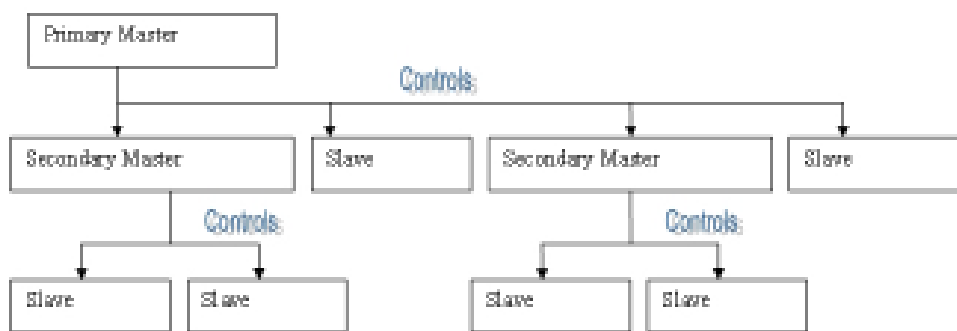 Primary Master
Controls
Secondary Master
Slave
Secondary Master
Slave
Controls
Controls
Slave
Slave
Slave
Slave